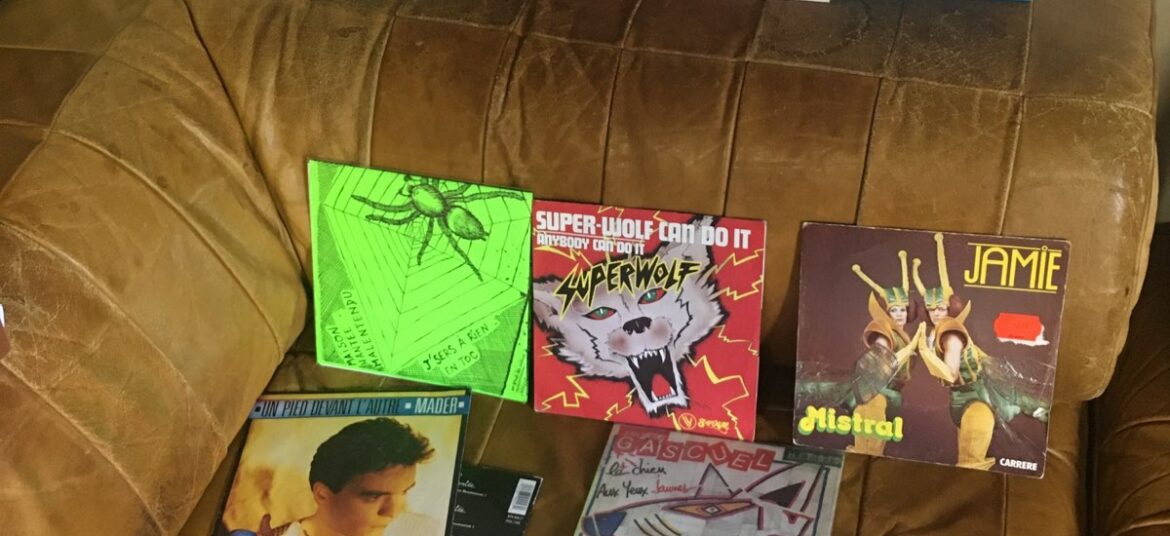 MAISON
HANTÉE
MALENTENDU
J'SERS A RIEN
EN TOC
SUPER-WOLF CAN DO IT
ANYBODY CAN DO IT
SUPERWOLF
JAMIE
Mistral
CARRERE
UN PIED DEVANT L'AUTRE - MADER
GASCUEL
le chien
Aux Yeux Jaunes